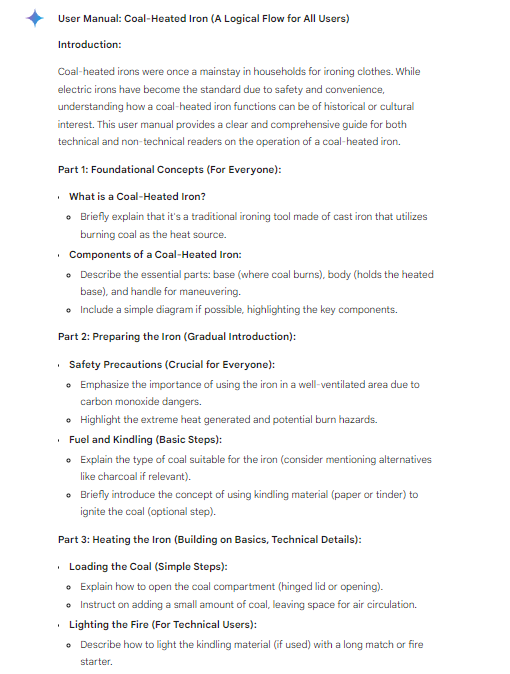 User Manual: Coal-Heated Iron (A Logical Flow for All Users)
Introduction:
Coal-heated irons were once a mainstay in households for ironing clothes. While
electric irons have become the standard due to safety and convenience,
understanding how a coal-heated iron functions can be of historical or cultural
interest. This user manual provides a clear and comprehensive guide for both
technical and non-technical readers on the operation of a coal-heated iron.
Part 1: Foundational Concepts (For Everyone):
• What is a Coal-Heated Iron?
o Briefly explain that it's a traditional ironing tool made of cast iron that utilizes
burning coal as the heat source.
• Components of a Coal-Heated Iron:
o Describe the essential parts: base (where coal burns), body (holds the heated
base), and handle for maneuvering.
o Include a simple diagram if possible, highlighting the key components.
Part 2: Preparing the Iron (Gradual Introduction):
• Safety Precautions (Crucial for Everyone):
o Emphasize the importance of using the iron in a well-ventilated area due to
carbon monoxide dangers.
o Highlight the extreme heat generated and potential burn hazards.
• Fuel and Kindling (Basic Steps):
o Explain the type of coal suitable for the iron (consider mentioning alternatives
like charcoal if relevant).
o Briefly introduce the concept of using kindling material (paper or tinder) to
ignite the coal (optional step).
Part 3: Heating the Iron (Building on Basics, Technical Details):
• Loading the Coal (Simple Steps):
o Explain how to open the coal compartment (hinged lid or opening).
o Instruct on adding a small amount of coal, leaving space for air circulation.
• Lighting the Fire (For Technical Users):
o Describe how to light the kindling material (if used) with a long match or fire
starter.